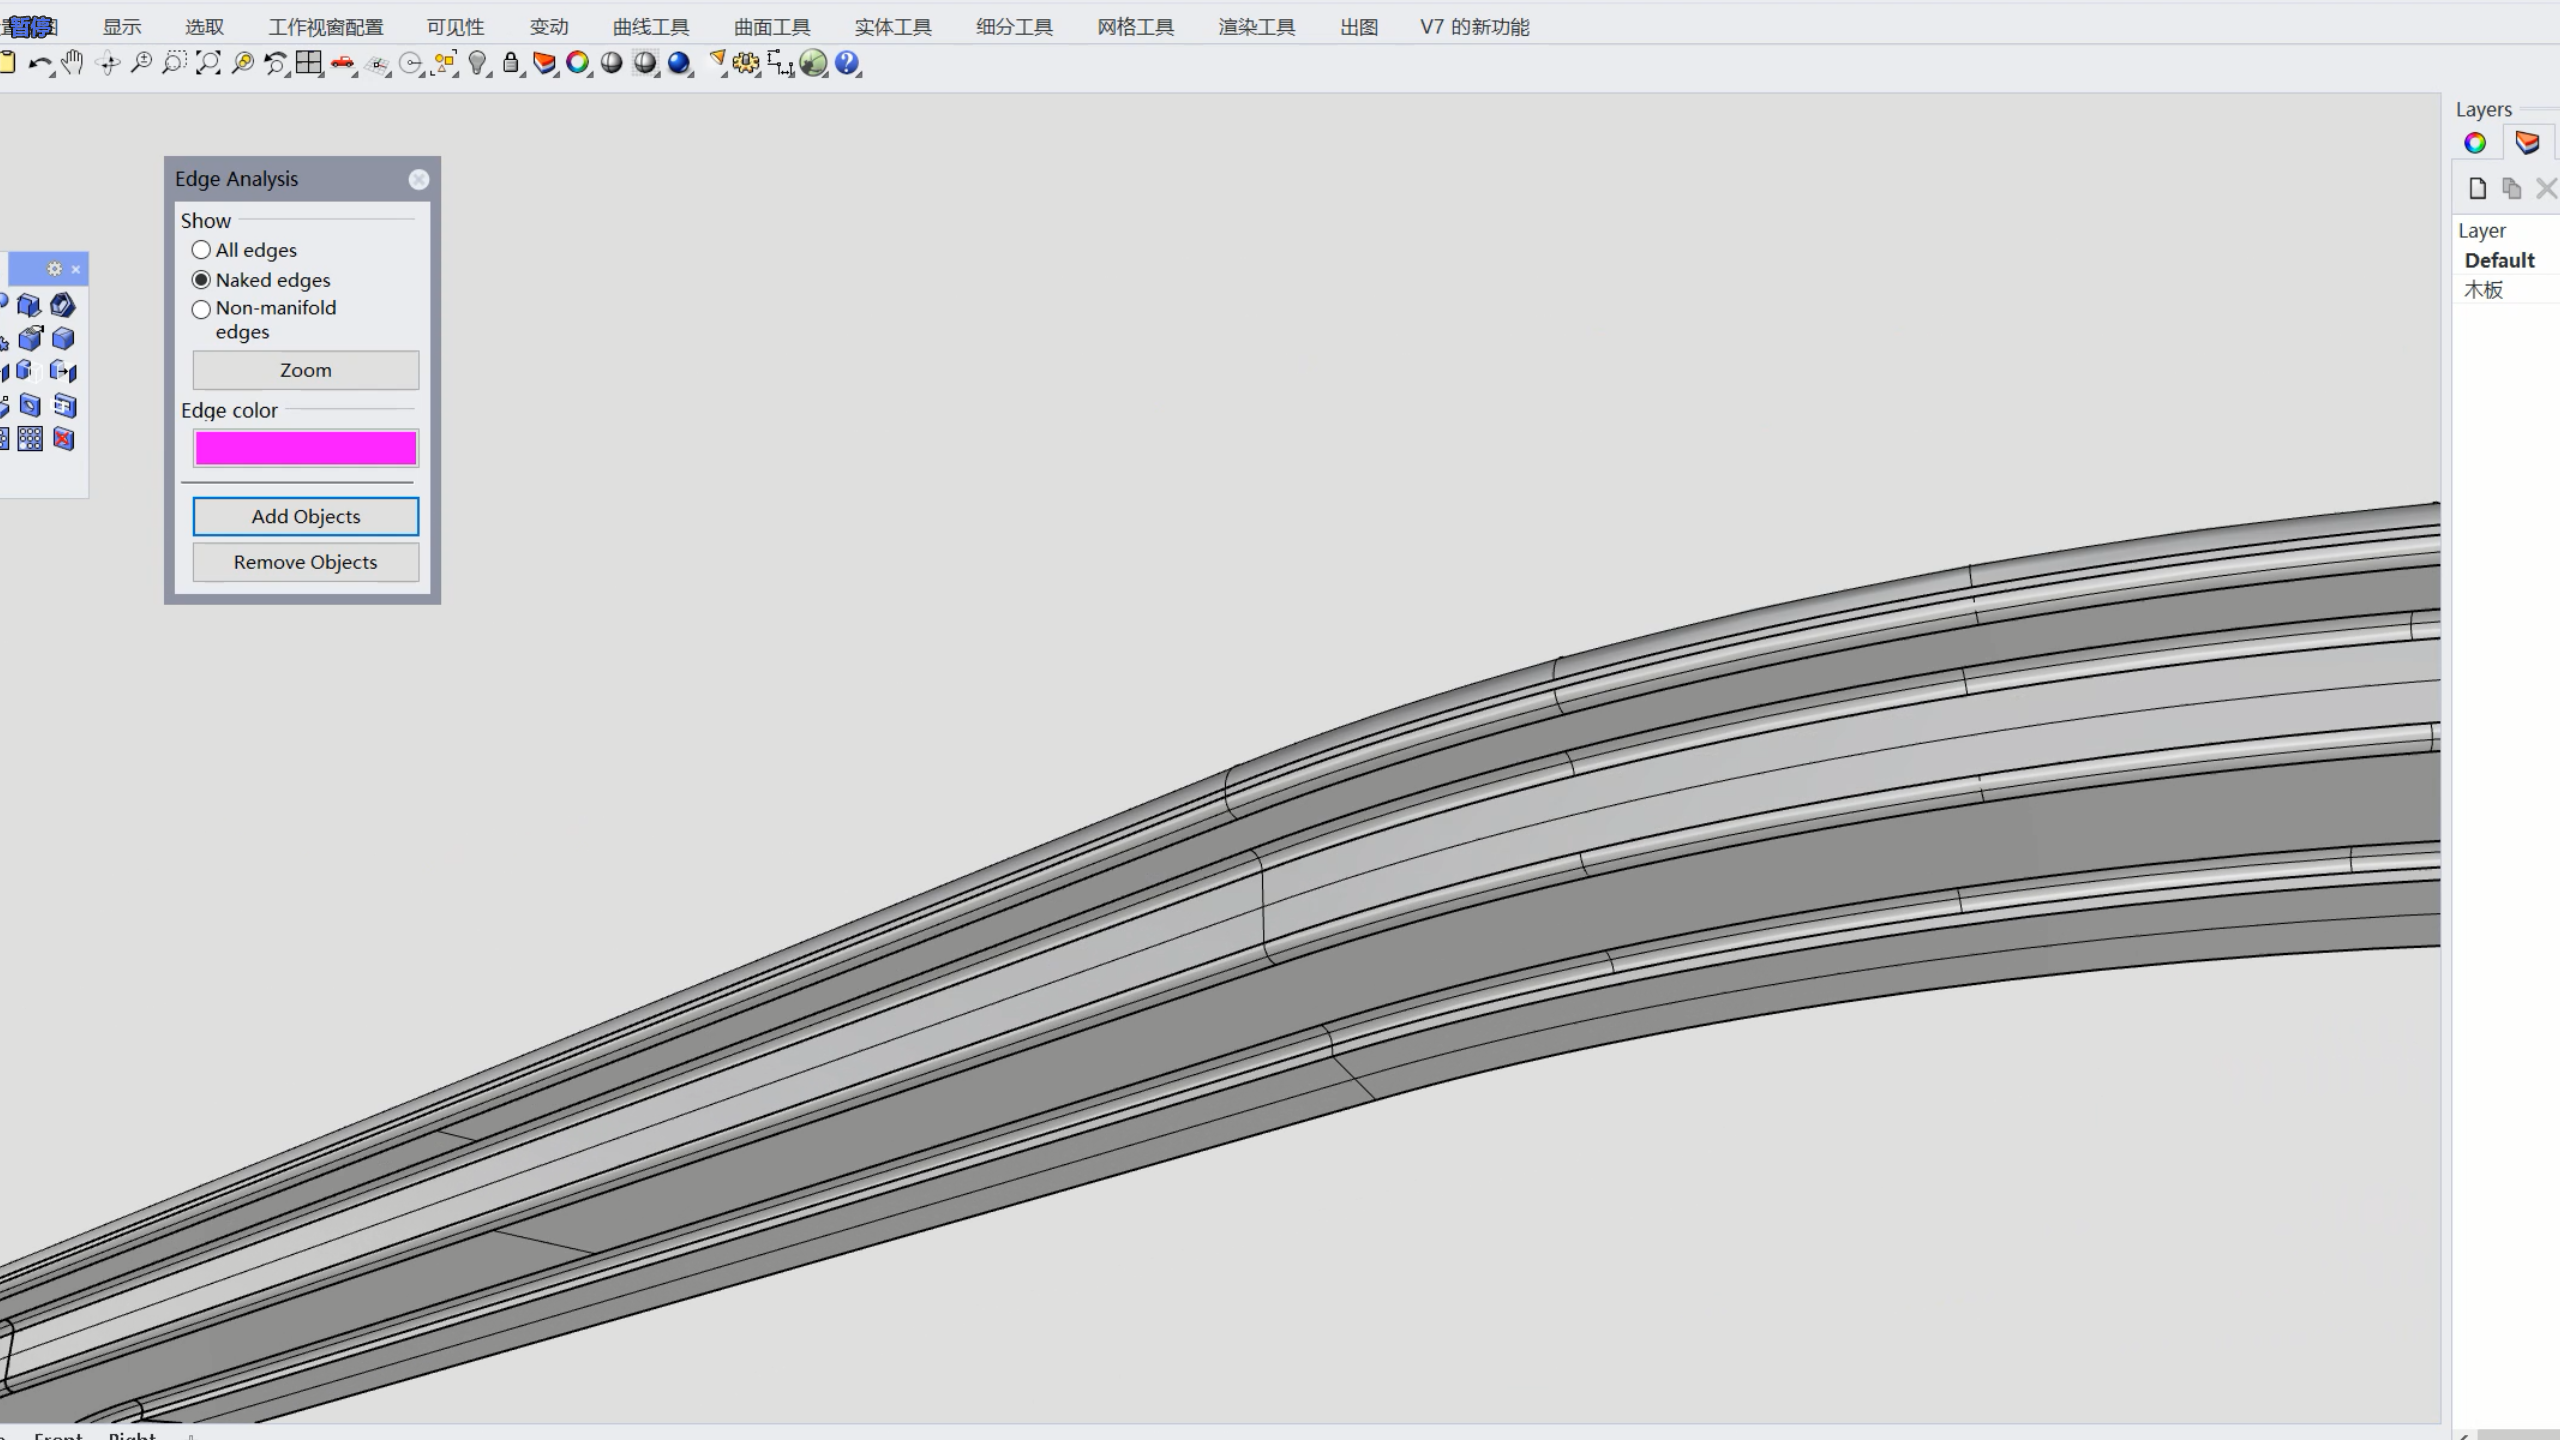 暂停
显示 选取 工作视窗配置 可见性 变动 曲线工具 曲面工具 实体工具 细分工具 网格工具 渲染工具 出图 V7 的新功能
Layers
Edge Analysis
Show
All edges
Naked edges
Non-manifold
edges
Zoom
Edge color
Add Objects
Remove Objects
Layer
Default
木板
Front Right